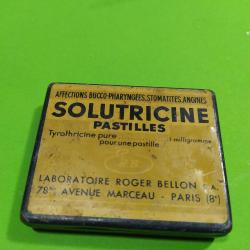 AFFECTIONS BUCCO-PHARYNGÉES, STOMATITES, ANGINES
SOLUTRICINE
PASTILLES
Tyrothricine pure 1 milligramme
pour une pastille
LABORATOIRE ROGER BELLON S.A.
78bis AVENUE MARCEAU - PARIS (8e)